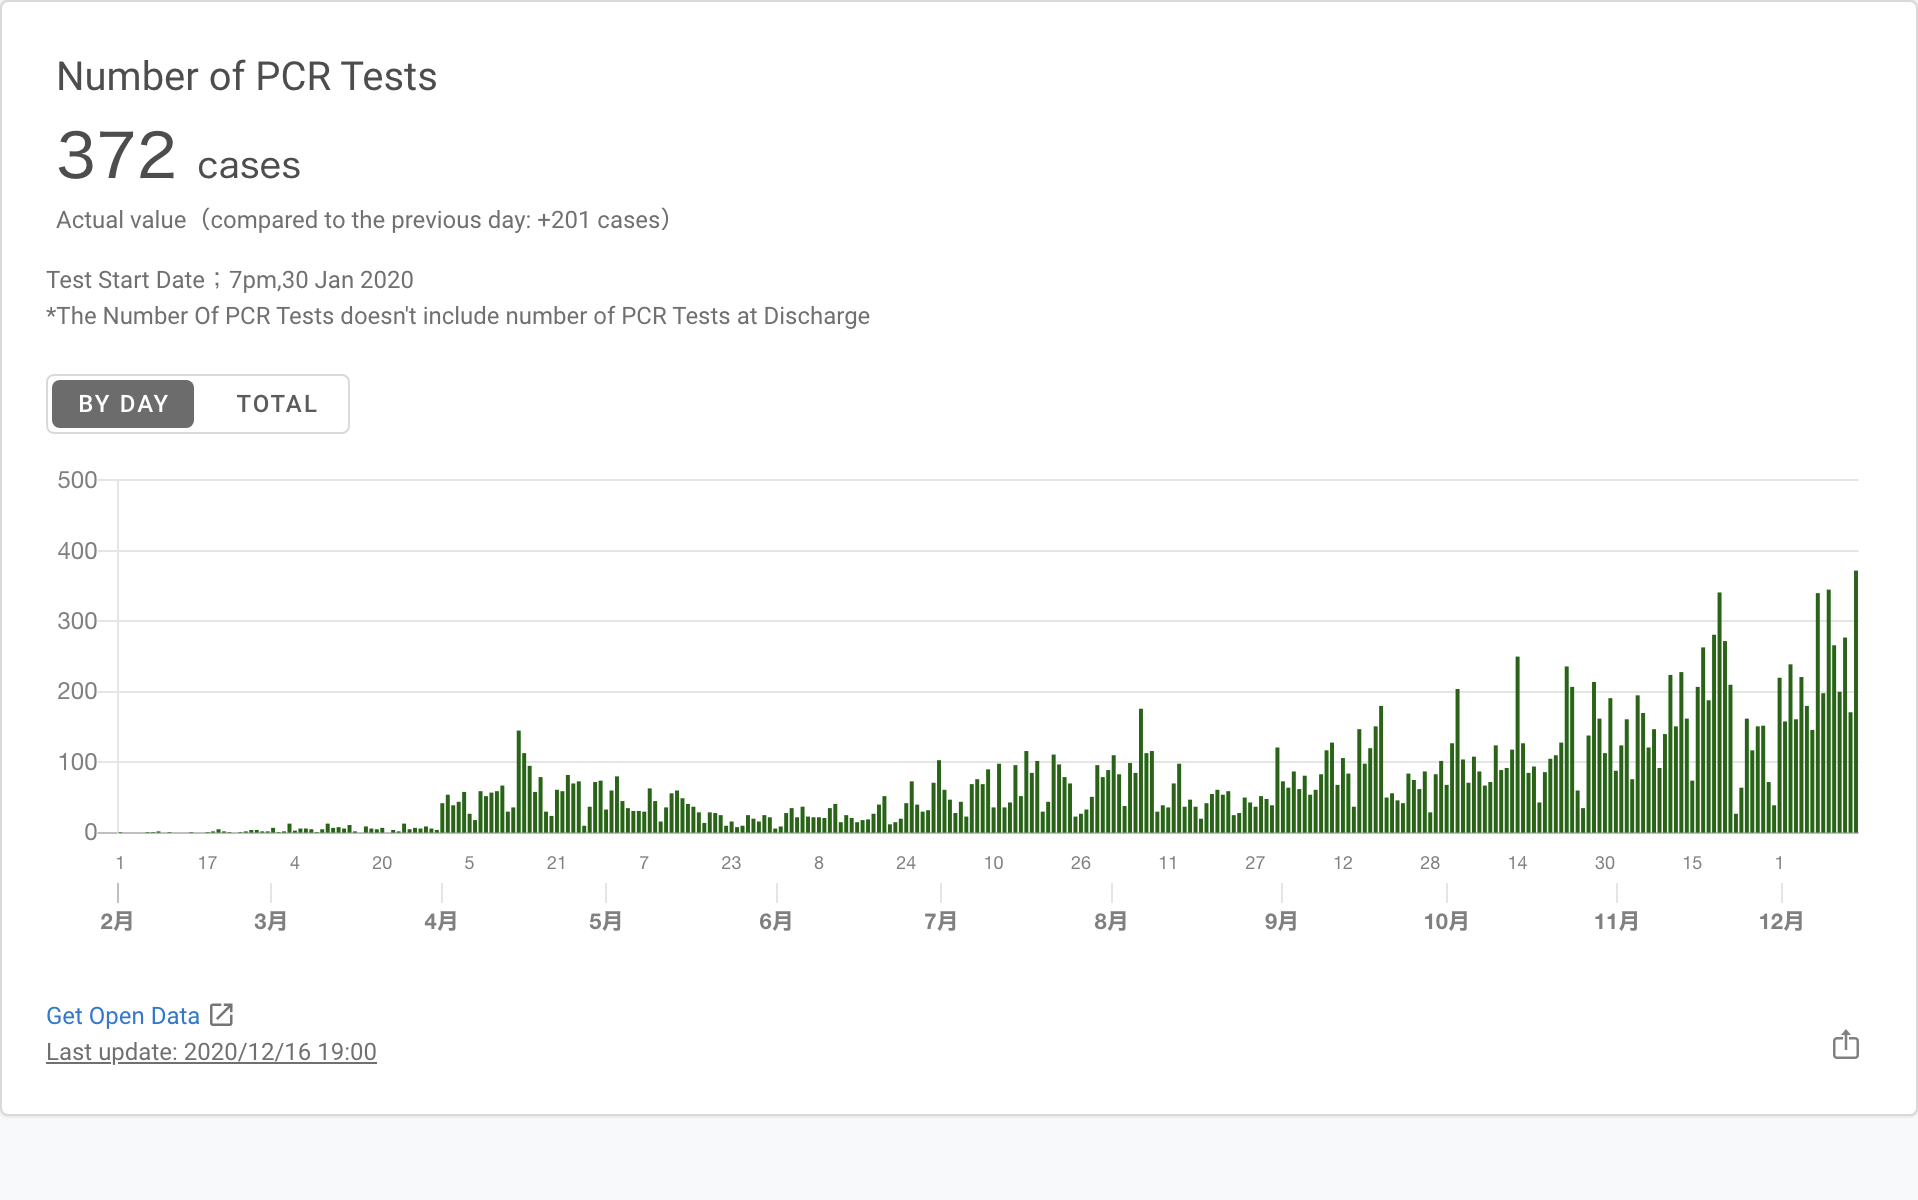 Number of PCR Tests
372 cases
Actual value（compared to the previous day: +201 cases）
Test Start Date；7pm,30 Jan 2020
*The Number Of PCR Tests doesn't include number of PCR Tests at Discharge
BY DAY TOTAL
500
400
300
200
100
0
1 17 4 20 5 21 7 23 8 24 10 26 11 27 12 28 14 30 15 1
2月 3月 4月 5月 6月 7月 8月 9月 10月 11月 12月
Get Open Data
Last update: 2020/12/16 19:00